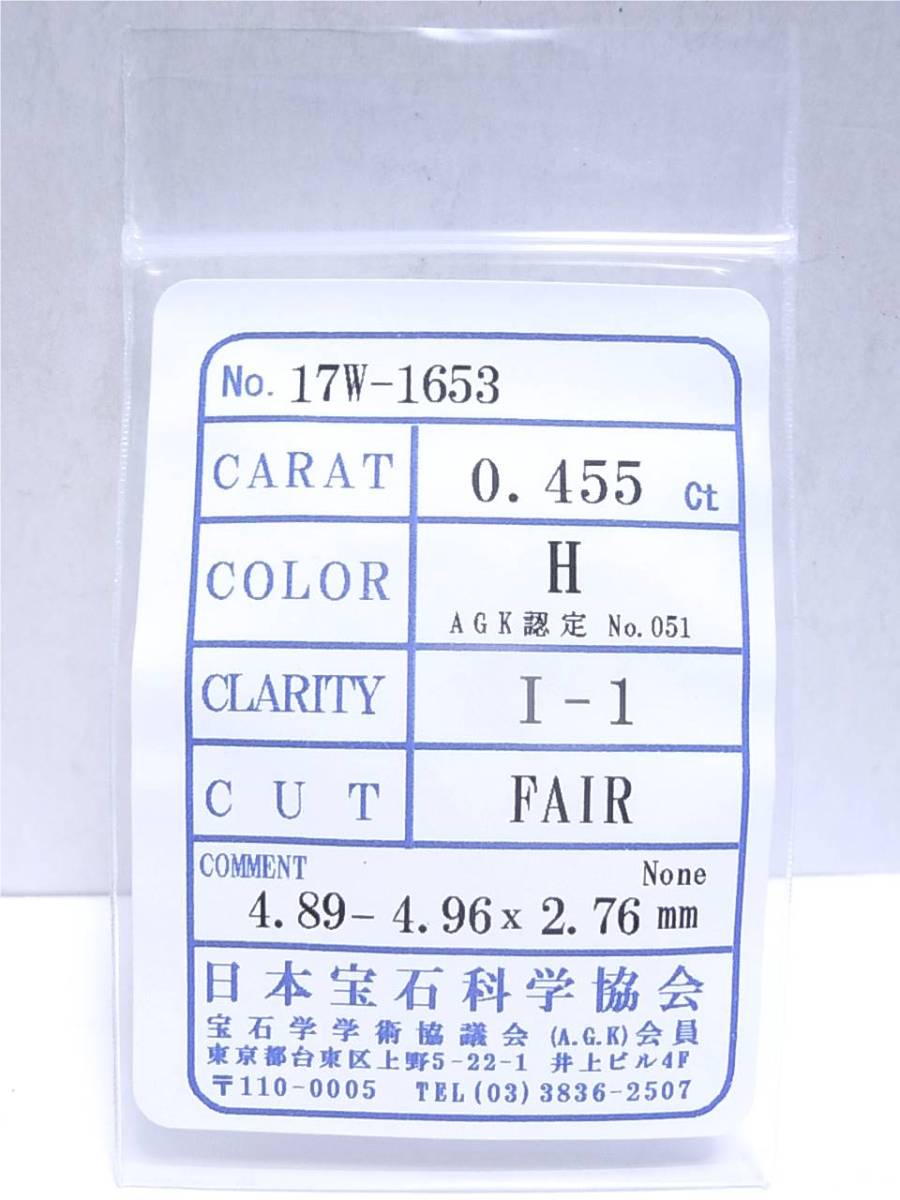 No. 17W-1653
CARAT 0.455 Ct
COLOR H
AGK認定 No.051
CLARITY I-1
CUT FAIR
COMMENT None
4.89-4.96x2.76 mm
日本宝石科学協会
宝石学学術協議会 (A.G.K)会員
東京都台東区上野5-22-1 井上ビル4F
〒110-0005 TEL(03)3836-2507